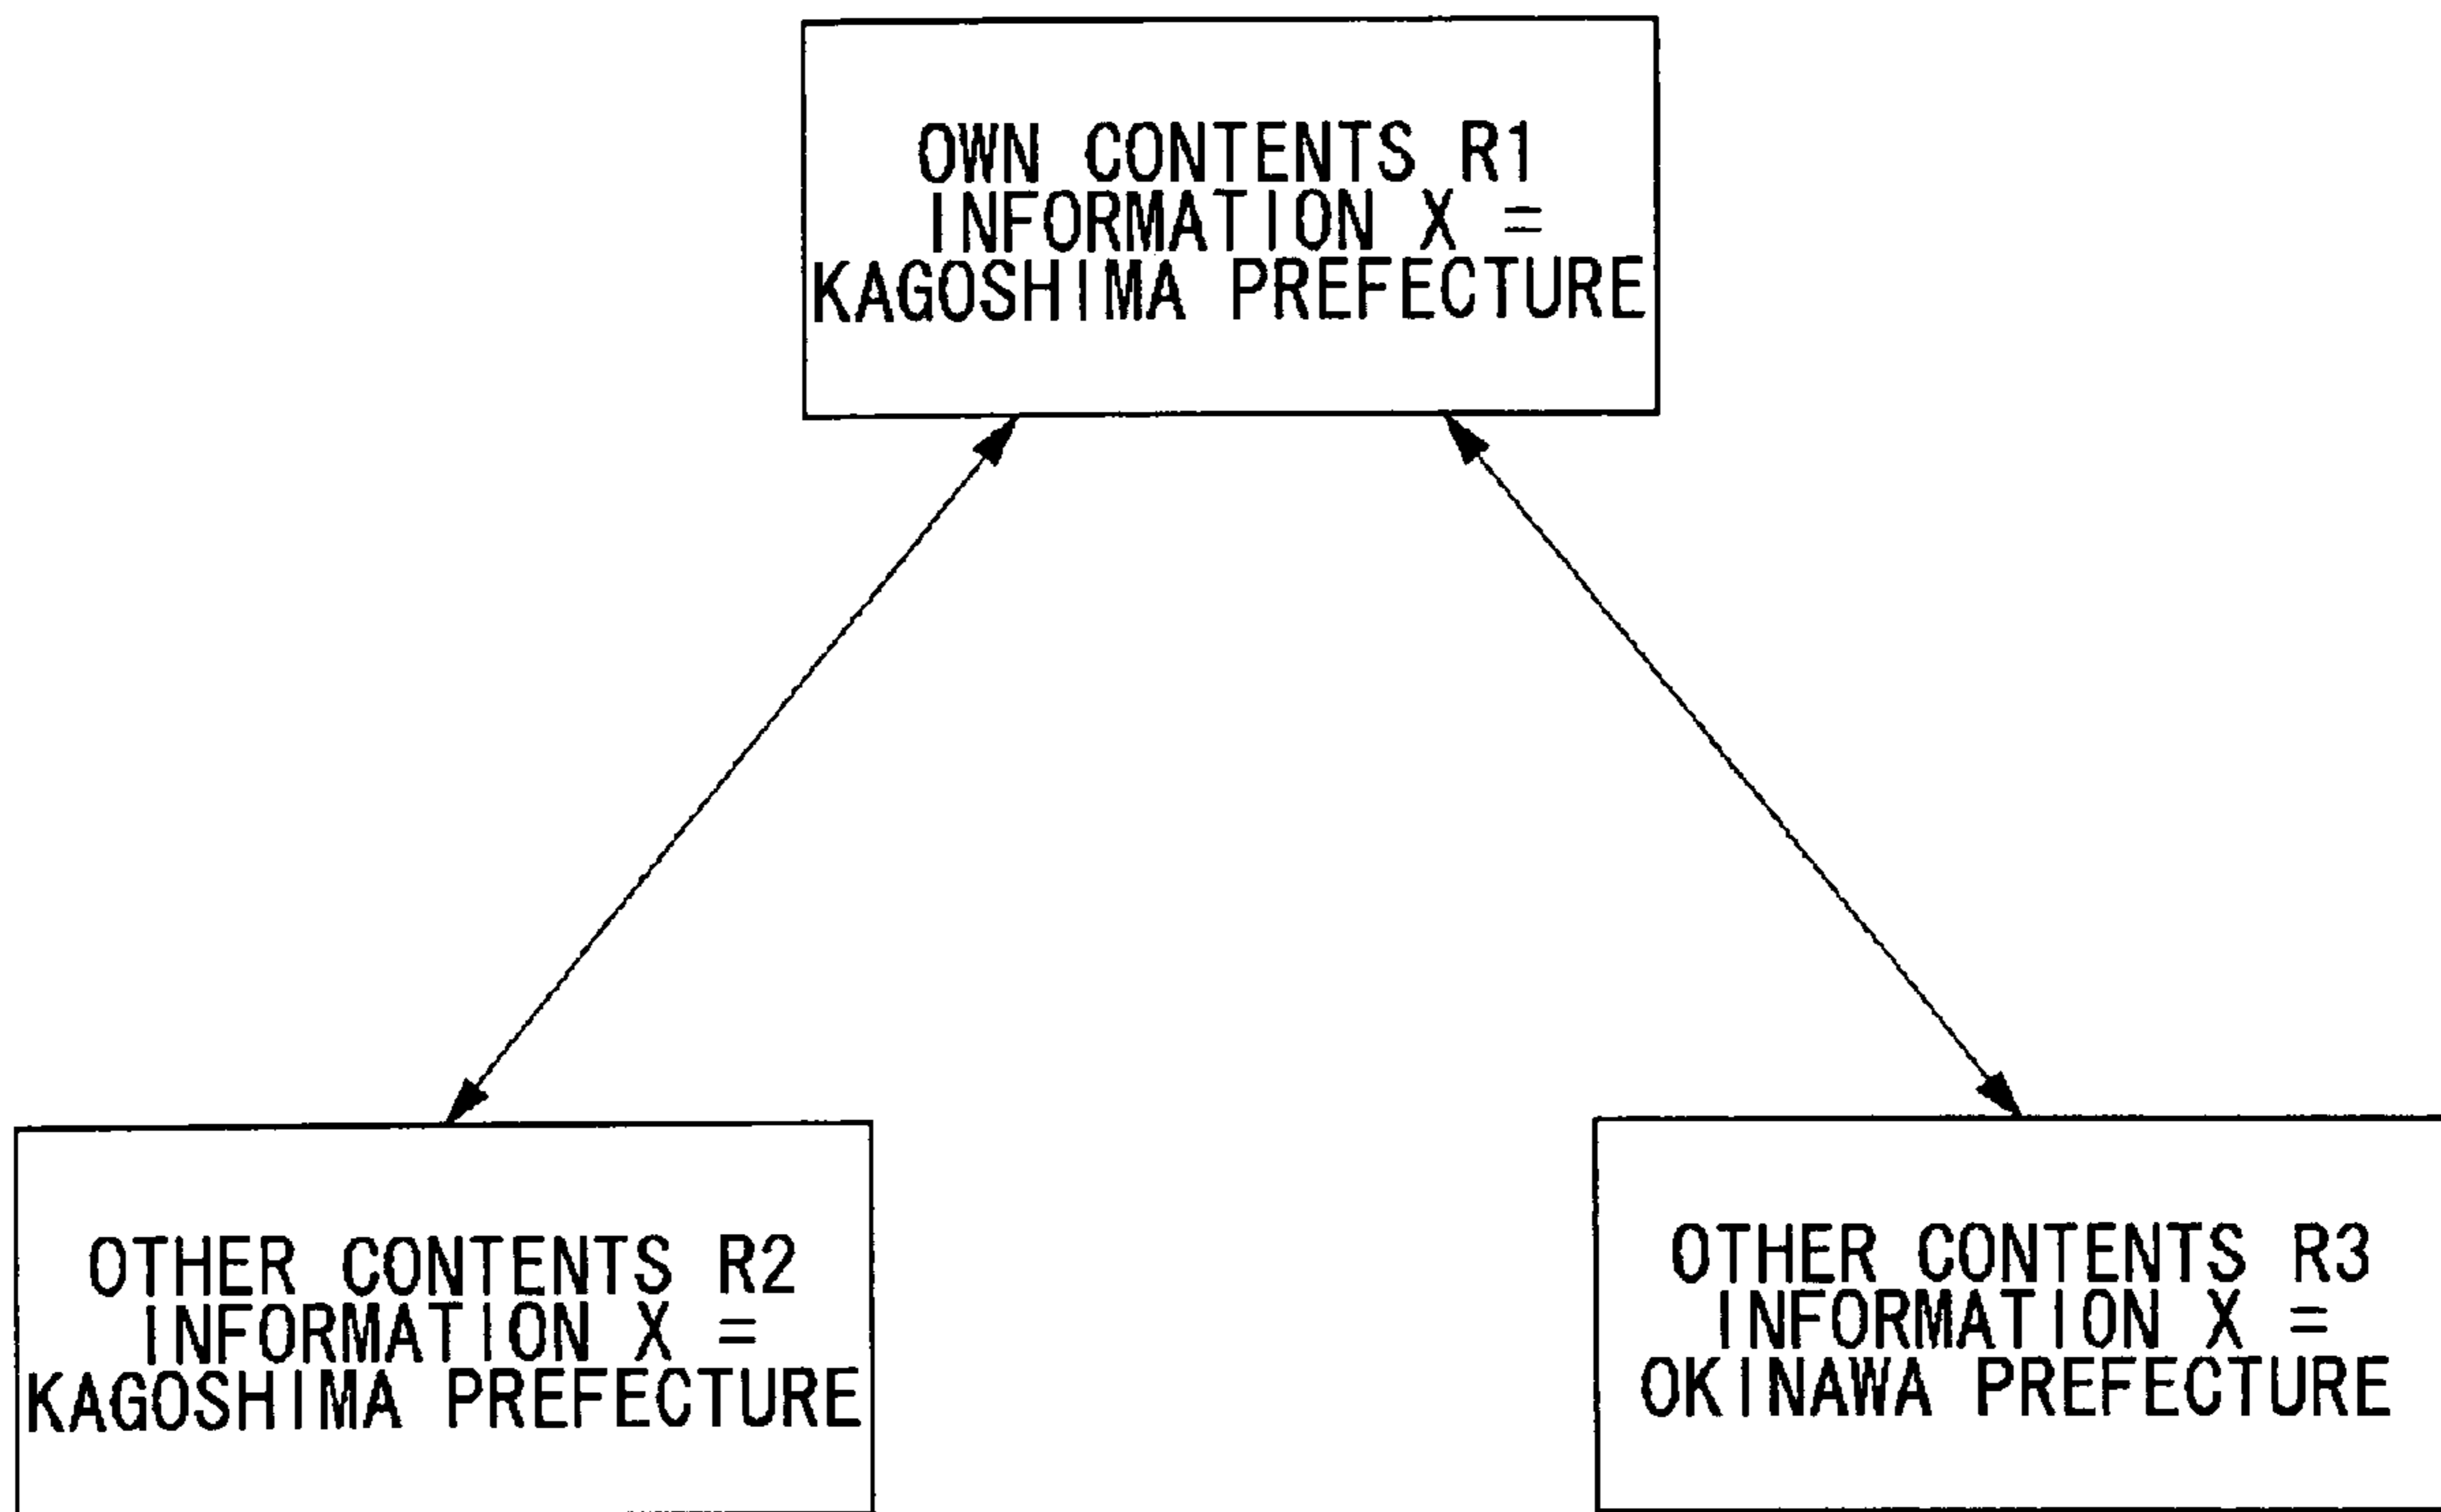 OWN CONTENTS R1
INFORMATION X =
KAGOSHIMA PREFECTURE
OTHER CONTENTS R2
INFORMATION X =
KAGOSHIMA PREFECTURE
OTHER CONTENTS R3
INFORMATION X =
OKINAWA PREFECTURE